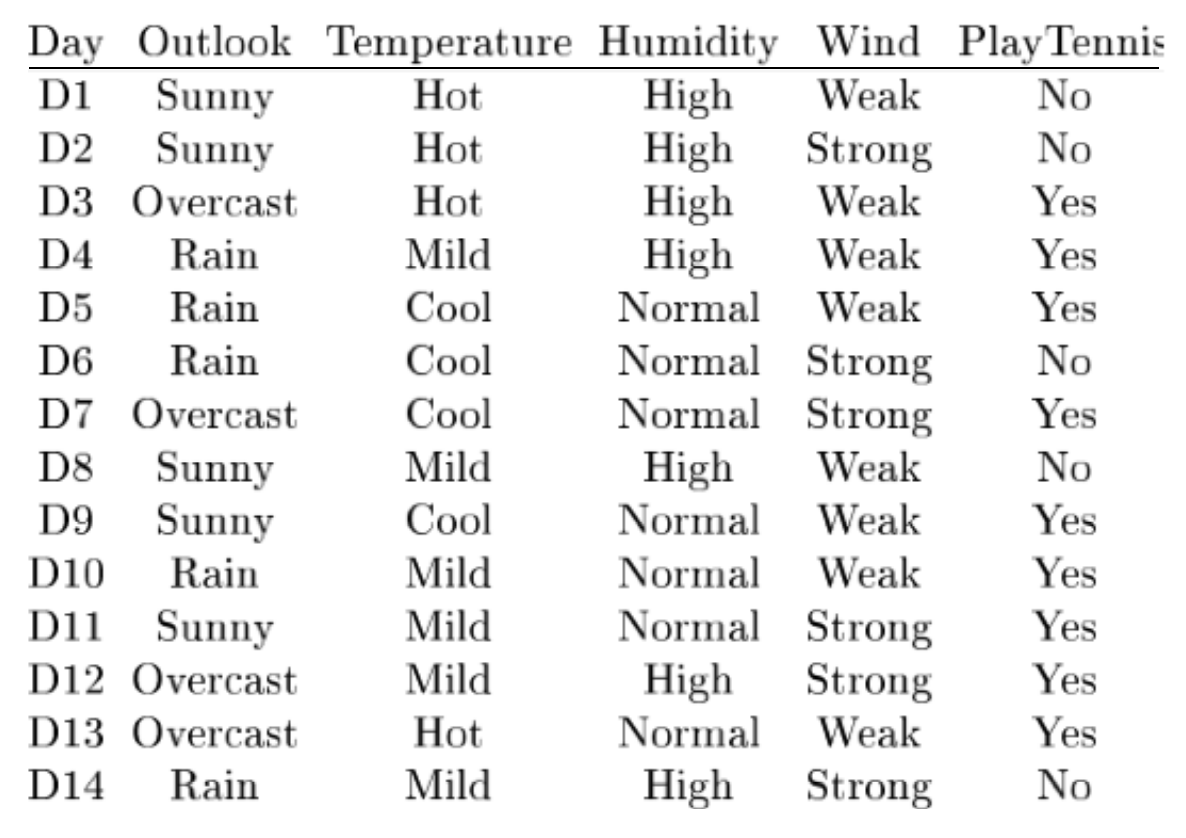 Day Outlook Temperature Humidity Wind PlayTennis
D1 Sunny Hot High Weak No
D2 Sunny Hot High Strong No
D3 Overcast Hot High Weak Yes
D4 Rain Mild High Weak Yes
D5 Rain Cool Normal Weak Yes
D6 Rain Cool Normal Strong No
D7 Overcast Cool Normal Strong Yes
D8 Sunny Mild High Weak No
D9 Sunny Cool Normal Weak Yes
D10 Rain Mild Normal Weak Yes
D11 Sunny Mild Normal Strong Yes
D12 Overcast Mild High Strong Yes
D13 Overcast Hot Normal Weak Yes
D14 Rain Mild High Strong No